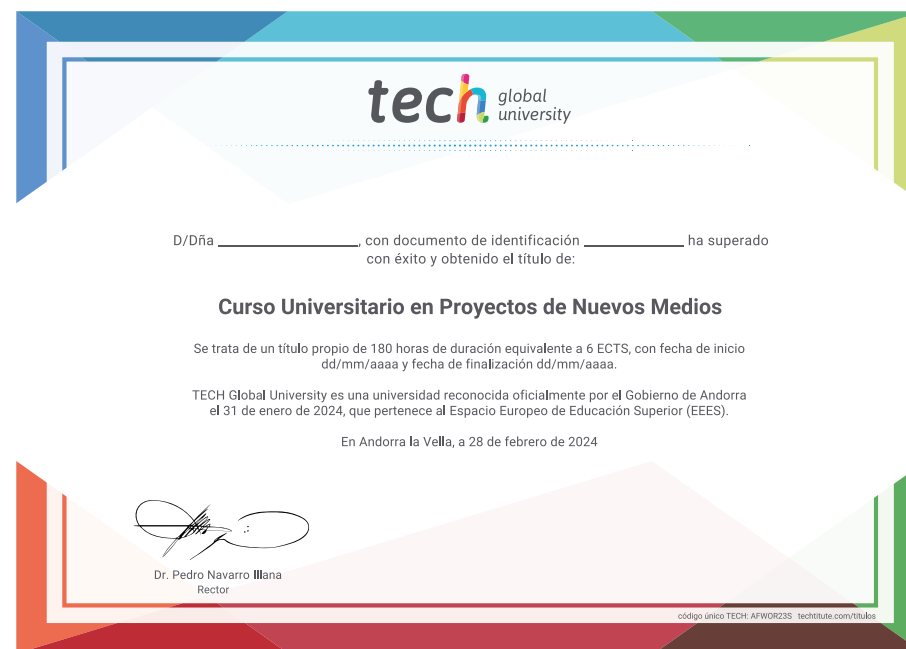 tech global
university
D/Dña ____________, con documento de identificación ____________ ha superado
con éxito y obtenido el título de:
Curso Universitario en Proyectos de Nuevos Medios
Se trata de un título propio de 180 horas de duración equivalente a 6 ECTS, con fecha de inicio
dd/mm/aaaa y fecha de finalización dd/mm/aaaa.
TECH Global University es una universidad reconocida oficialmente por el Gobierno de Andorra
el 31 de enero de 2024, que pertenece al Espacio Europeo de Educación Superior (EEES).
En Andorra la Vella, a 28 de febrero de 2024
Dr. Pedro Navarro Illana
Rector
código único TECH: AFWOR23S techtitute.com/titulos